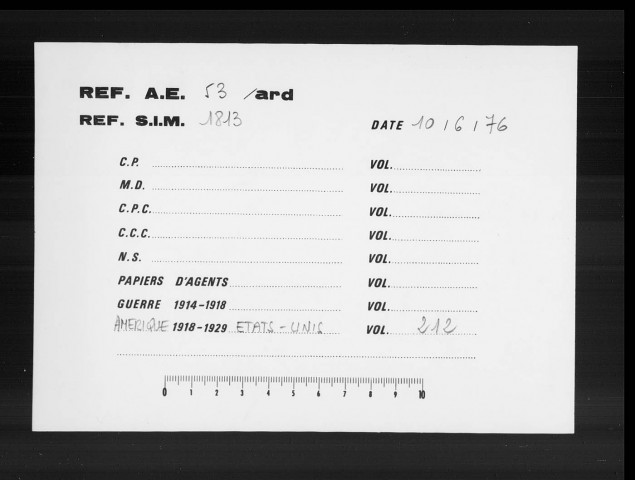 REF. A.E. 53 /ard
REF. S.I.M. 1813
DATE 10 / 6 / 76
C.P. VOL.
M.D. VOL.
C.P.C. VOL.
C.C.C. VOL.
N.S. VOL.
PAPIERS D'AGENTS VOL.
GUERRE 1914-1918 VOL.
AMERIQUE 1918-1929 ETATS-UNIS VOL. 212
0 1 2 3 4 5 6 7 8 9 10